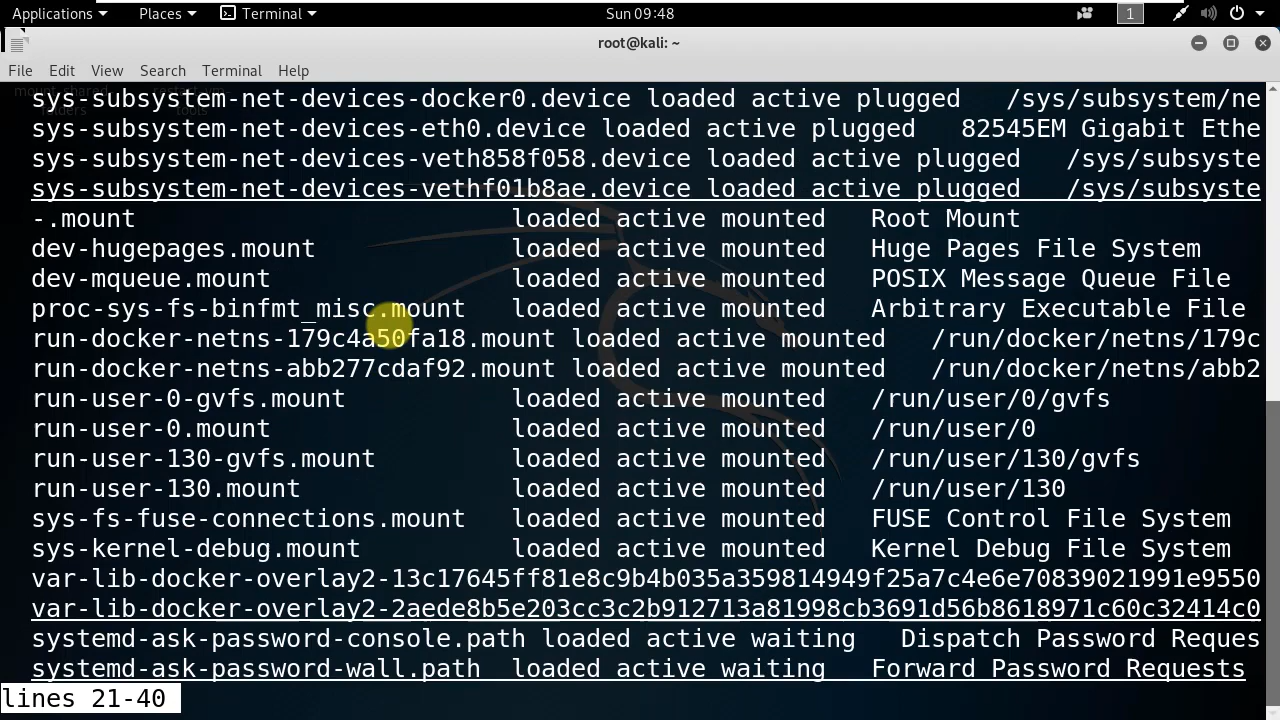 Applications Places Terminal Sun 09:48 1
root@kali: ~
File Edit View Search Terminal Help
mount_shared_folders restart_vm_tools
sys-subsystem-net-devices-docker0.device loaded active plugged /sys/subsystem/ne
sys-subsystem-net-devices-eth0.device loaded active plugged 82545EM Gigabit Ethe
sys-subsystem-net-devices-veth858f058.device loaded active plugged /sys/subsyste
sys-subsystem-net-devices-vethf01b8ae.device loaded active plugged /sys/subsyste
-.mount loaded active mounted Root Mount
dev-hugepages.mount loaded active mounted Huge Pages File System
dev-mqueue.mount loaded active mounted POSIX Message Queue File
proc-sys-fs-binfmt_misc.mount loaded active mounted Arbitrary Executable File
run-docker-netns-179c4a50fa18.mount loaded active mounted /run/docker/netns/179c
run-docker-netns-abb277cdaf92.mount loaded active mounted /run/docker/netns/abb2
run-user-0-gvfs.mount loaded active mounted /run/user/0/gvfs
run-user-0.mount loaded active mounted /run/user/0
run-user-130-gvfs.mount loaded active mounted /run/user/130/gvfs
run-user-130.mount loaded active mounted /run/user/130
sys-fs-fuse-connections.mount loaded active mounted FUSE Control File System
sys-kernel-debug.mount loaded active mounted Kernel Debug File System
var-lib-docker-overlay2-13c17645ff81e8c9b4b035a359814949f25a7c4e6e70839021991e9550
var-lib-docker-overlay2-2aede8b5e203cc3c2b912713a81998cb3691d56b8618971c60c32414c0
systemd-ask-password-console.path loaded active waiting Dispatch Password Reques
systemd-ask-password-wall.path loaded active waiting Forward Password Requests
lines 21-40